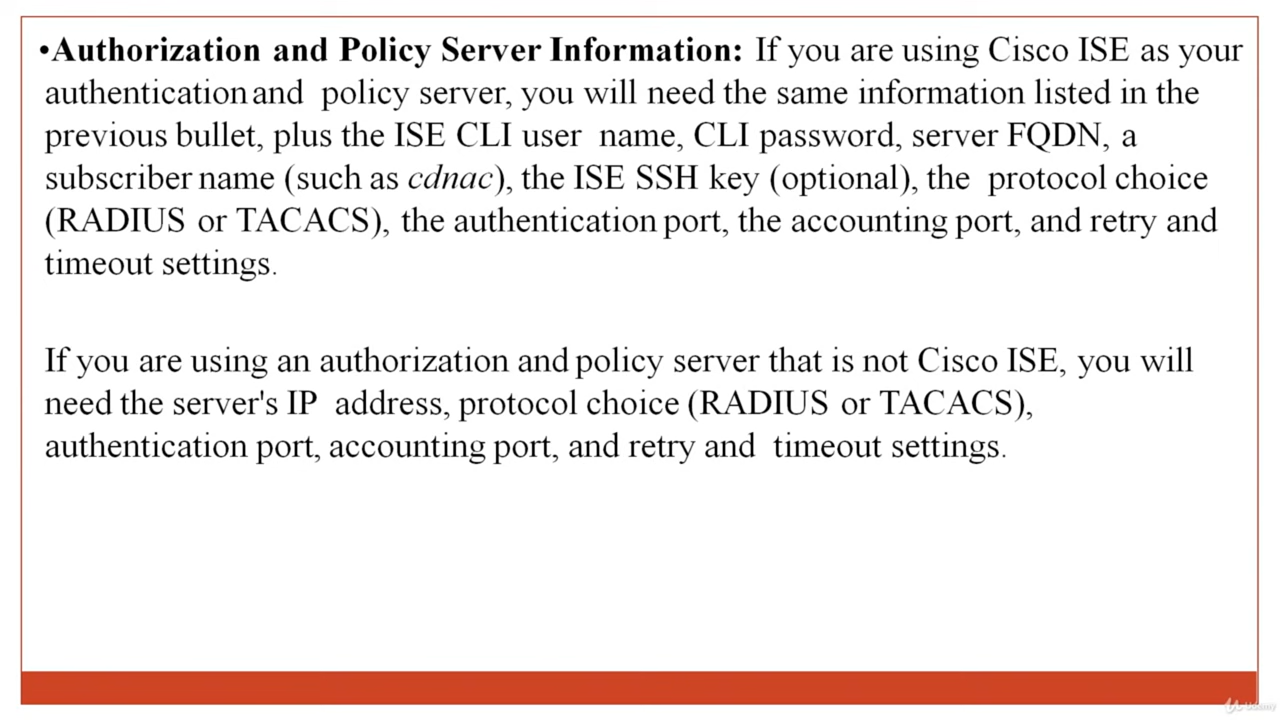 •Authorization and Policy Server Information: If you are using Cisco ISE as your
authentication and policy server, you will need the same information listed in the
previous bullet, plus the ISE CLI user name, CLI password, server FQDN, a
subscriber name (such as cdnac), the ISE SSH key (optional), the protocol choice
(RADIUS or TACACS), the authentication port, the accounting port, and retry and
timeout settings.
If you are using an authorization and policy server that is not Cisco ISE, you will
need the server's IP address, protocol choice (RADIUS or TACACS),
authentication port, accounting port, and retry and timeout settings.
Udemy